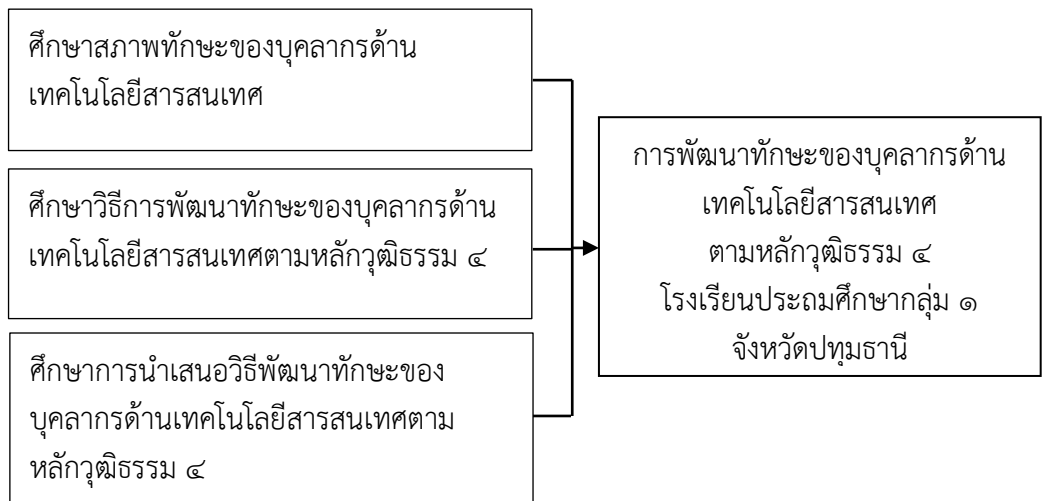 ศึกษาสภาพทักษะของบุคลากรด้าน
เทคโนโลยีสารสนเทศ
ศึกษาวิธีการพัฒนาทักษะของบุคลากรด้าน
เทคโนโลยีสารสนเทศตามหลักวุฒิธรรม ๔
ศึกษาการนำเสนอวิธีพัฒนาทักษะของ
บุคลากรด้านเทคโนโลยีสารสนเทศตาม
หลักวุฒิธรรม ๔
การพัฒนาทักษะของบุคลากรด้าน
เทคโนโลยีสารสนเทศ
ตามหลักวุฒิธรรม ๔
โรงเรียนประถมศึกษากลุ่ม ๑
จังหวัดปทุมธานี